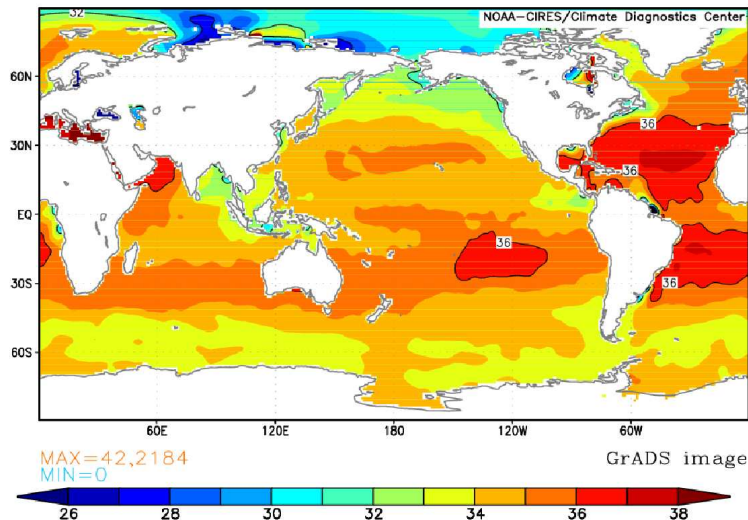 NOAA-CIRES/Climate Diagnostics Center
32
60N
36
36
30N
36
EQ
36
30S
36
60S
60E 120E 180 120W 60W
MAX=42,2184
MIN=0
GrADS image
26 28 30 32 34 36 38